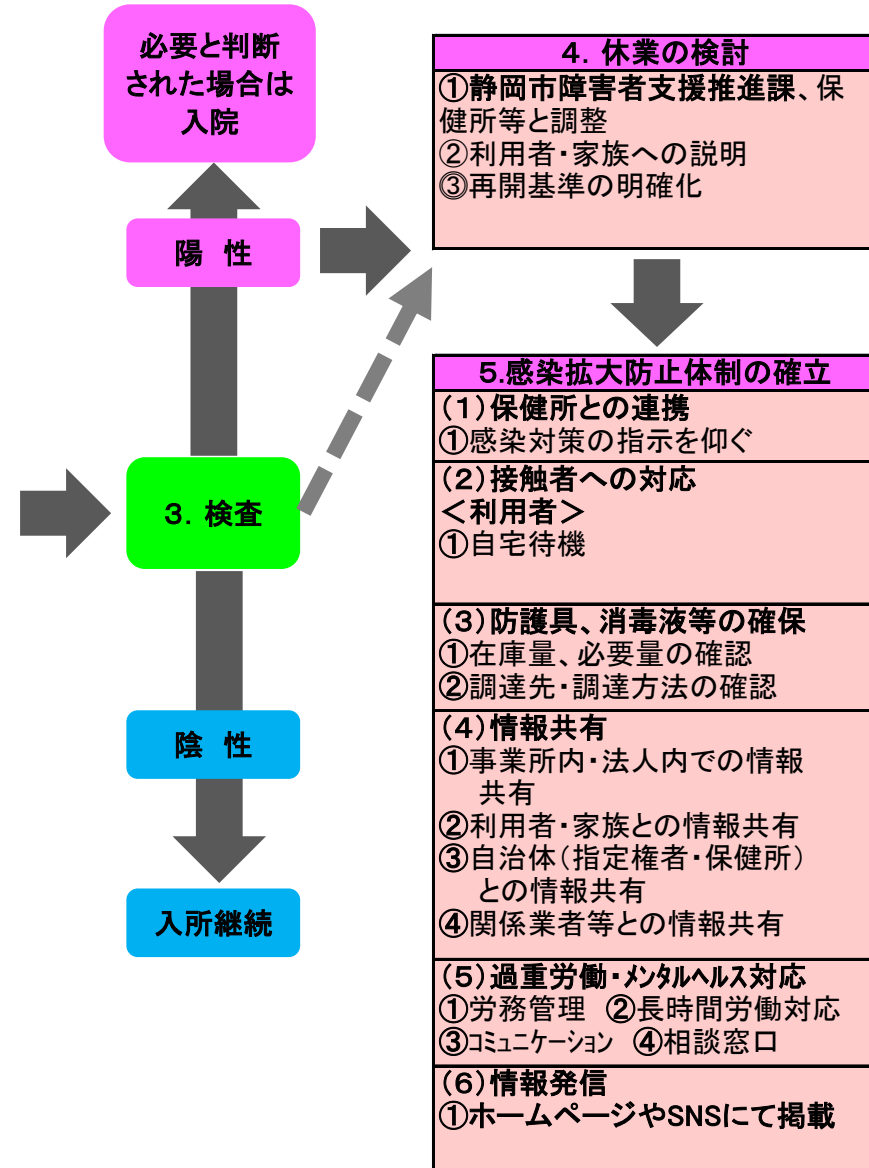 必要と判断
された場合は
入院
陽 性
3．検査
陰 性
入所継続
4．休業の検討
①静岡市障害者支援推進課、保
健所等と調整
②利用者・家族への説明
③再開基準の明確化
5.感染拡大防止体制の確立
（1）保健所との連携
①感染対策の指示を仰ぐ
（2）接触者への対応
＜利用者＞
①自宅待機
（3）防護具、消毒液等の確保
①在庫量、必要量の確認
②調達先・調達方法の確認
（4）情報共有
①事業所内・法人内での情報
共有
②利用者・家族との情報共有
③自治体（指定権者・保健所）
との情報共有
④関係業者等との情報共有
（5）過重労働・ﾒﾝﾀﾙﾍﾙｽ対応
①労務管理 ②長時間労働対応
③ｺﾐｭﾆｹｰｼｮﾝ ④相談窓口
（6）情報発信
①ホームページやSNSにて掲載